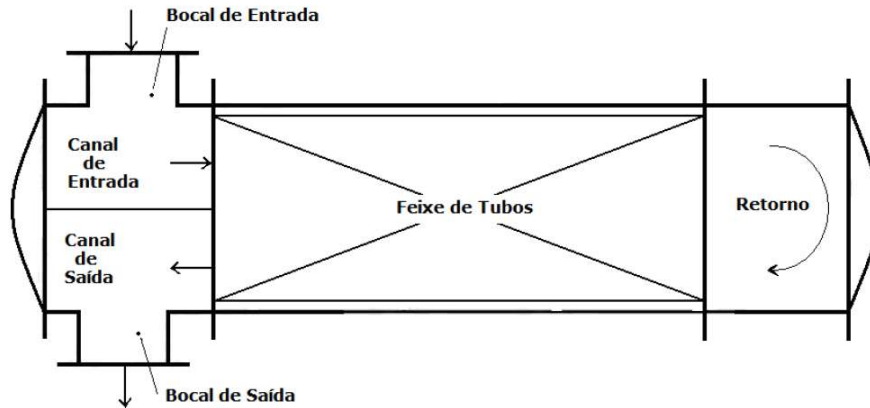 Bocal de Entrada
Canal
de
Entrada
Canal
de
Saída
Feixe de Tubos
Retorno
Bocal de Saída